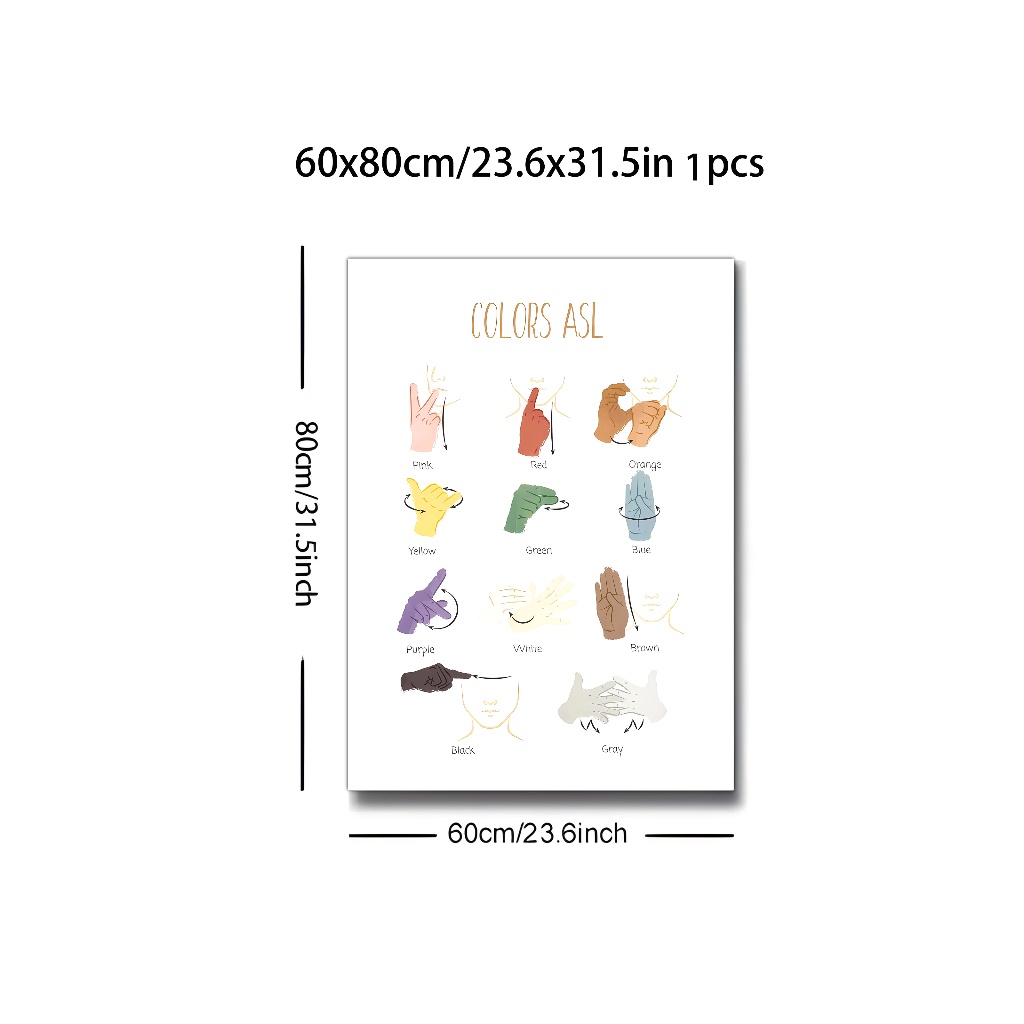 60x80cm/23.6x31.5in 1pcs
80cm/31.5inch
COLORS ASL
Pink Red Orange
Yellow Green Blue
Purple White Brown
Black Gray
60cm/23.6inch